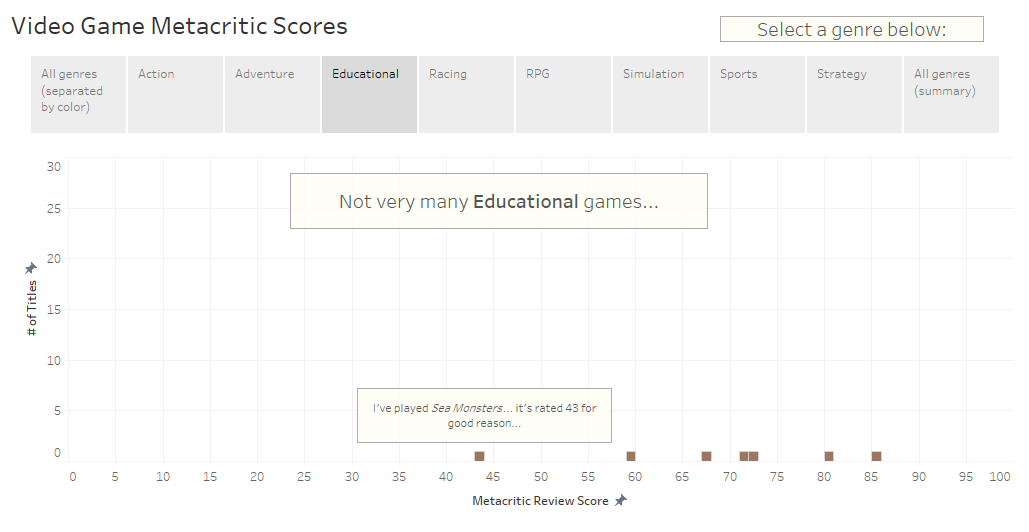 Video Game Metacritic Scores
Select a genre below:
All genres
(separated
by color)
Action
Adventure
Educational
Racing
RPG
Simulation
Sports
Strategy
All genres
(summary)
30
25
20
15
10
5
0
# of Titles
Not very many Educational games...
I've played Sea Monsters... it's rated 43 for
good reason...
0 5 10 15 20 25 30 35 40 45 50 55 60 65 70 75 80 85 90 95 100
Metacritic Review Score